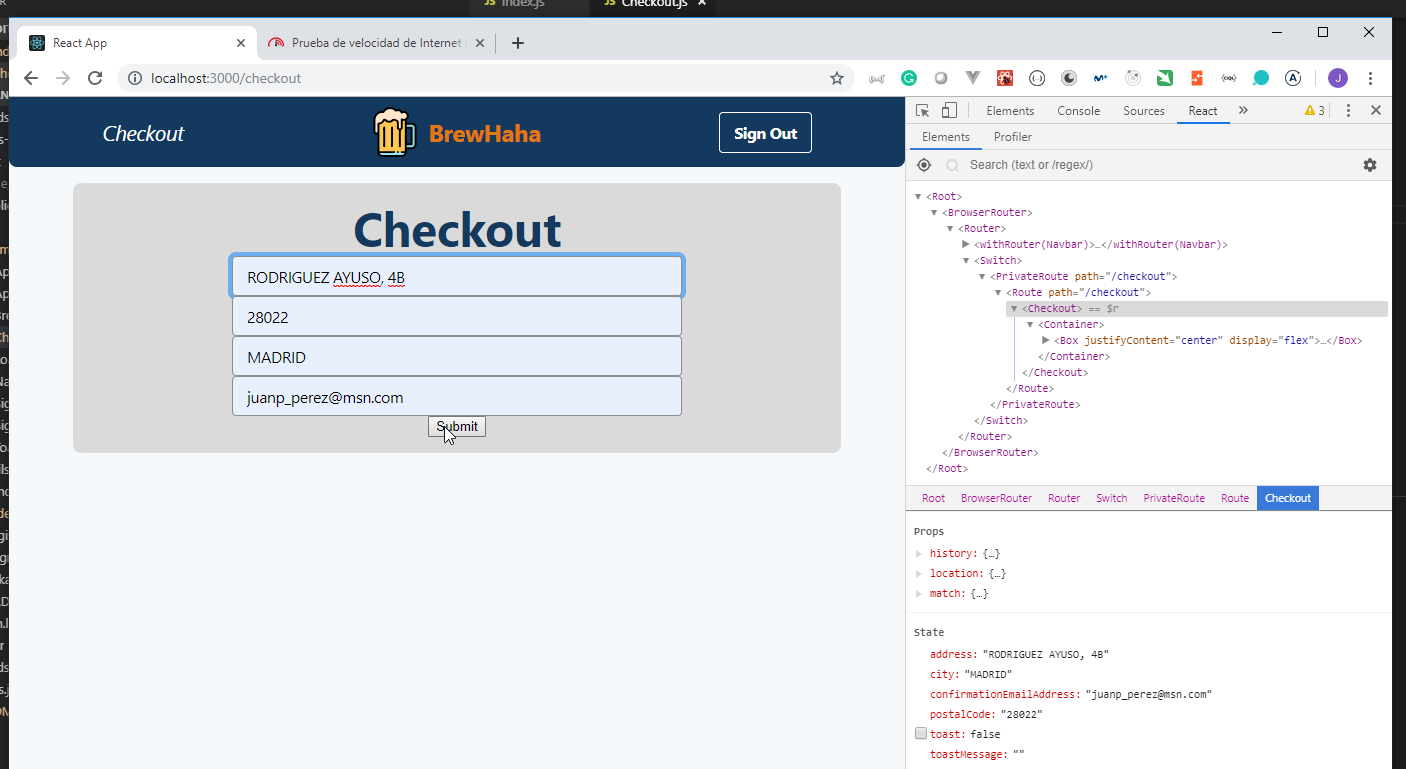 JS index.js JS Checkout.js ×
React App × Prueba de velocidad de Internet × +
localhost:3000/checkout J
Checkout BrewHaha Sign Out
Checkout
RODRIGUEZ AYUSO, 4B
28022
MADRID
juanp_perez@msn.com
Submit
Elements Console Sources React » 3
Elements Profiler
Search (text or /regex/)
<Root>
<BrowserRouter>
<Router>
<withRouter(Navbar)>…</withRouter(Navbar)>
<Switch>
<PrivateRoute path="/checkout">
<Route path="/checkout">
<Checkout> == $r
<Container>
<Box justifyContent="center" display="flex">…</Box>
</Container>
</Checkout>
</Route>
</PrivateRoute>
</Switch>
</Router>
</BrowserRouter>
</Root>
Root BrowserRouter Router Switch PrivateRoute Route Checkout
Props
history: {…}
location: {…}
match: {…}
State
address: "RODRIGUEZ AYUSO, 4B"
city: "MADRID"
confirmationEmailAddress: "juanp_perez@msn.com"
postalCode: "28022"
toast: false
toastMessage: ""